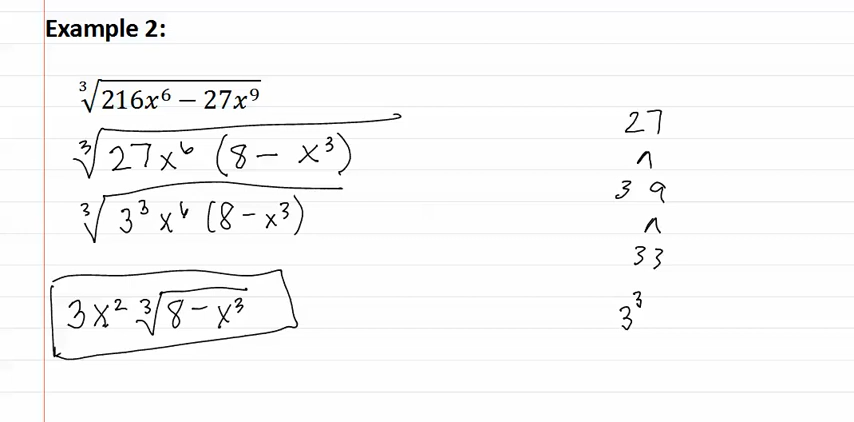 Example 2:
∛(216x⁶ − 27x⁹)
∛(27x⁶ (8 − x³))
∛(3³ x⁶ (8 − x³))
3x² ∛(8 − x³)
27
∧
3 9
∧
3 3
3³